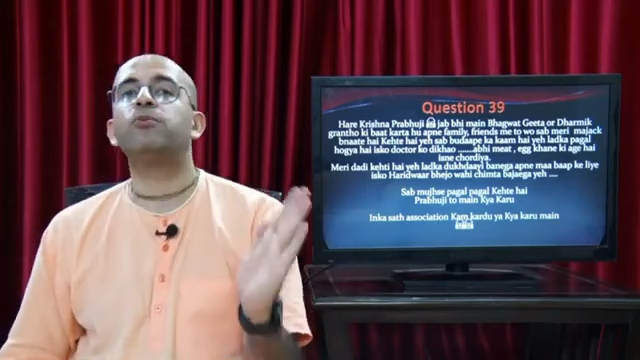 Question 39
Hare Krishna Prabhuji 🙏 jab bhi main Bhagwat Geeta or Dharmik
grantho ki baat karta hu apne family, friends me to wo sab meri majack
bnaate hai Kehte hai yeh sab budaape ka kaam hai yeh ladka pagal
hogya hai isko doctor ko dikhao ......abhi meat , egg khane ki age hai
isne chordiya.
Meri dadi kehti hai yeh ladka dukhdaayi banega apne maa baap ke liye
isko Haridwaar bhejo wahi chimta bajaega yeh ....
Sab mujhse pagal pagal Kehte hai
Prabhuji to main Kya Karu
Inka sath association Kam kardu ya Kya karu main
🙏🙏🙏